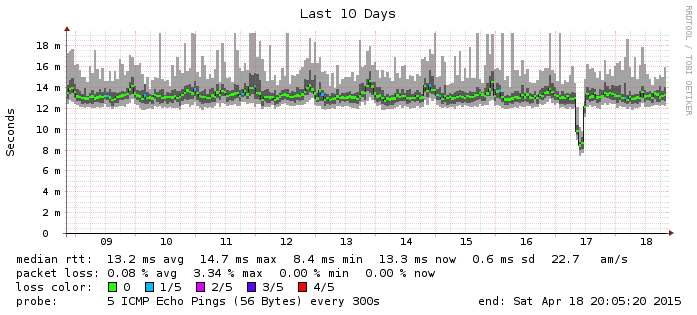 Last 10 Days
RRDTOOL / TOBI OETIKER
Seconds
18 m
16 m
14 m
12 m
10 m
8 m
6 m
4 m
2 m
0
09 10 11 12 13 14 15 16 17 18
median rtt: 13.2 ms avg 14.7 ms max 8.4 ms min 13.3 ms now 0.6 ms sd 22.7 am/s
packet loss: 0.08 % avg 3.34 % max 0.00 % min 0.00 % now
loss color: 0 1/5 2/5 3/5 4/5
probe: 5 ICMP Echo Pings (56 Bytes) every 300s end: Sat Apr 18 20:05:20 2015